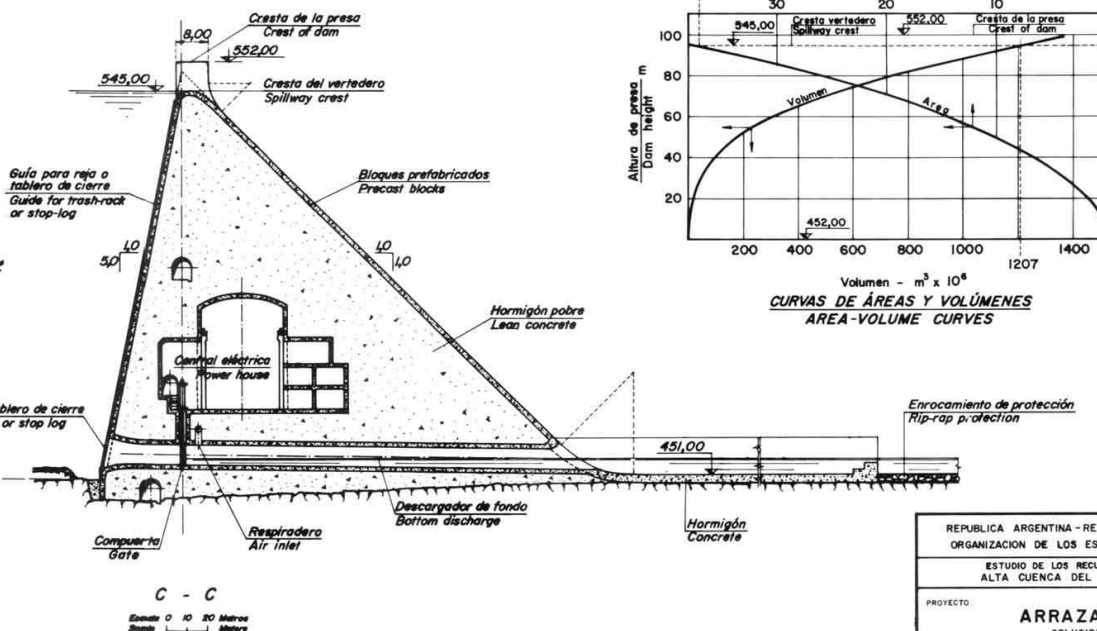 Cresta de la presa
Crest of dam
8,00
552,00
545,00
Cresta del vertedero
Spillway crest
Guía para reja o
tablero de cierre
Guide for trash-rack
or stop-log
Bloques prefabricados
Precast blocks
5,0
1,0
1,0
1,0
Hormigón pobre
Lean concrete
Central eléctrica
Power house
blero de cierre
or stop log
451,00
Enrocamiento de protección
Rip-rap protection
Descargador de fondo
Bottom discharge
Hormigón
Concrete
Compuerta
Gate
Respiradero
Air inlet
C - C
Escala 0 10 20 Metros
Scale Meters
30 20 10
545,00
Cresta vertedero
Spillway crest
552,00
Cresta de la presa
Crest of dam
100
80
60
40
20
Altura de presa m
Dam height
Volumen
Area
452,00
200 400 600 800 1000 1400
1207
Volumen - m³ x 10⁶
CURVAS DE ÁREAS Y VOLÚMENES
AREA-VOLUME CURVES
REPUBLICA ARGENTINA - RE
ORGANIZACION DE LOS ES
ESTUDIO DE LOS RECU
ALTA CUENCA DEL
PROYECTO
ARRAZA